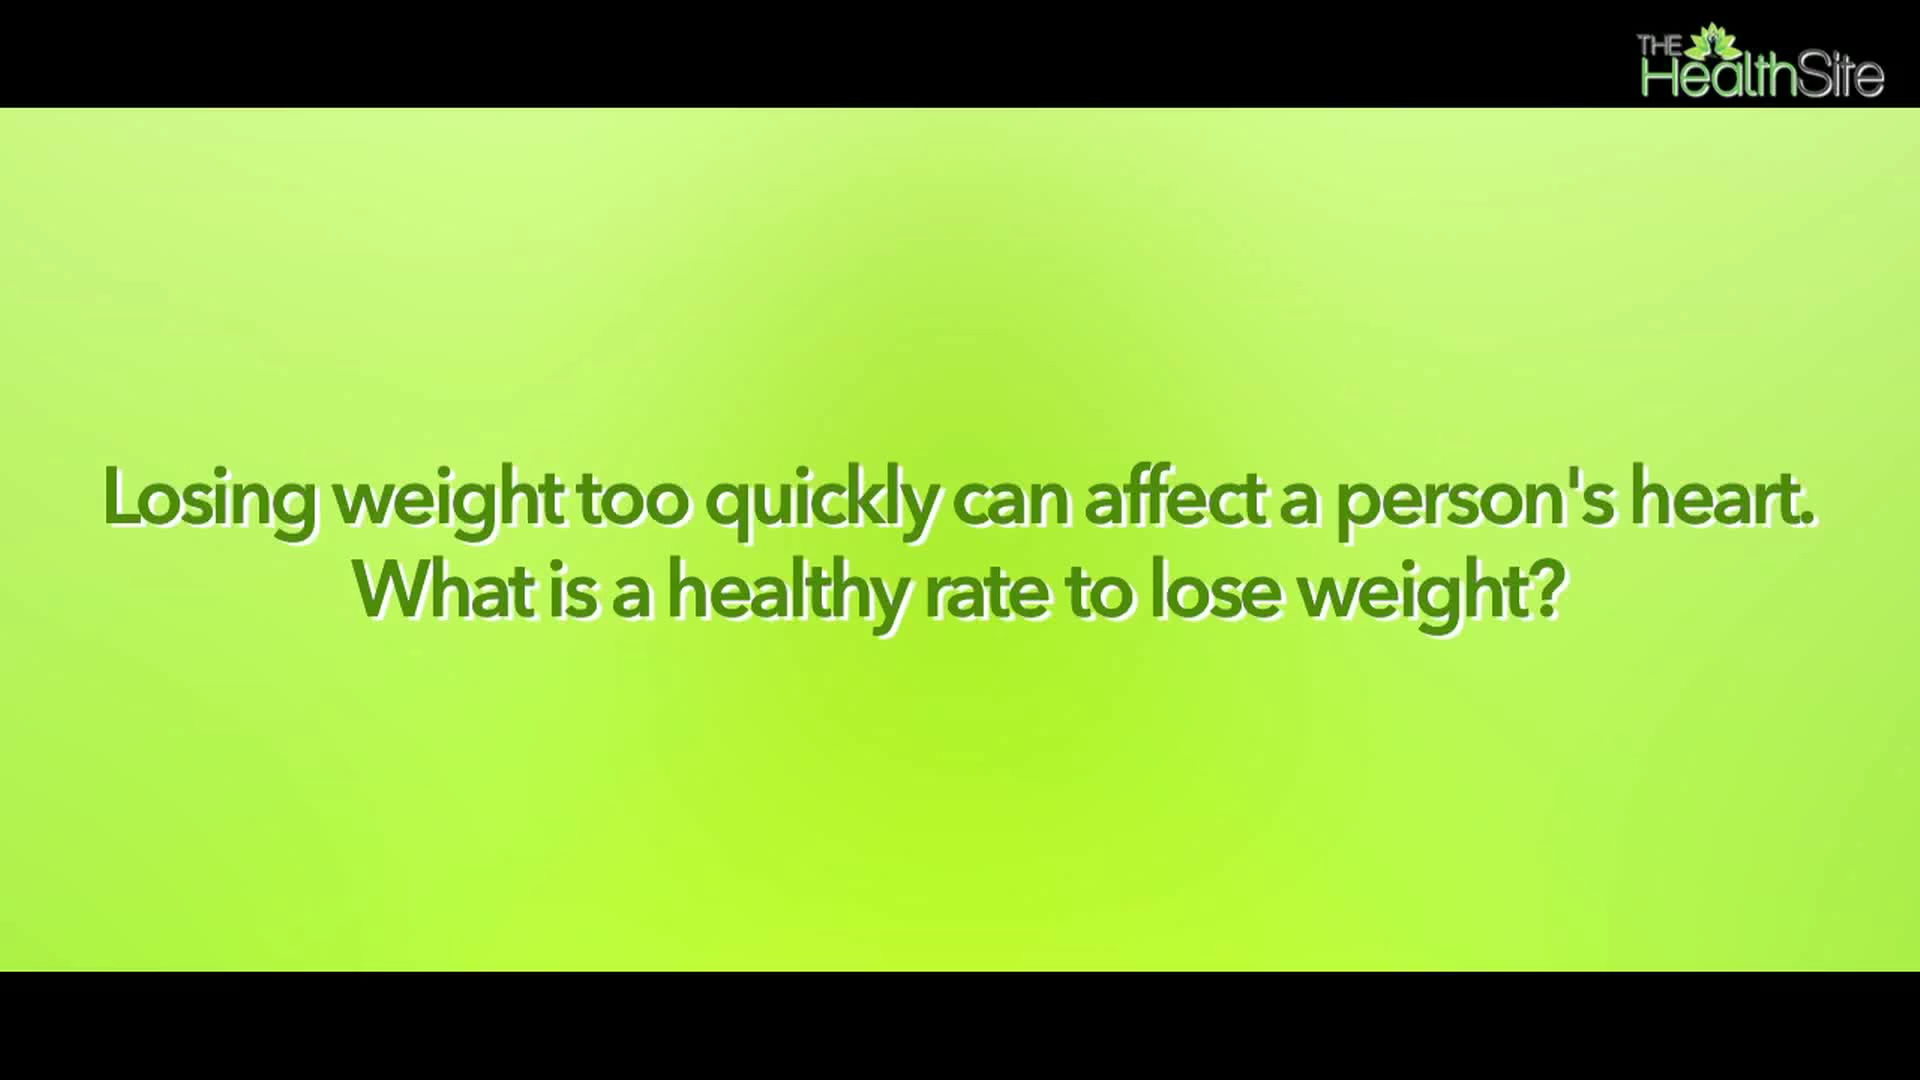 THE
HealthSite
Losing weight too quickly can affect a person's heart.
What is a healthy rate to lose weight?